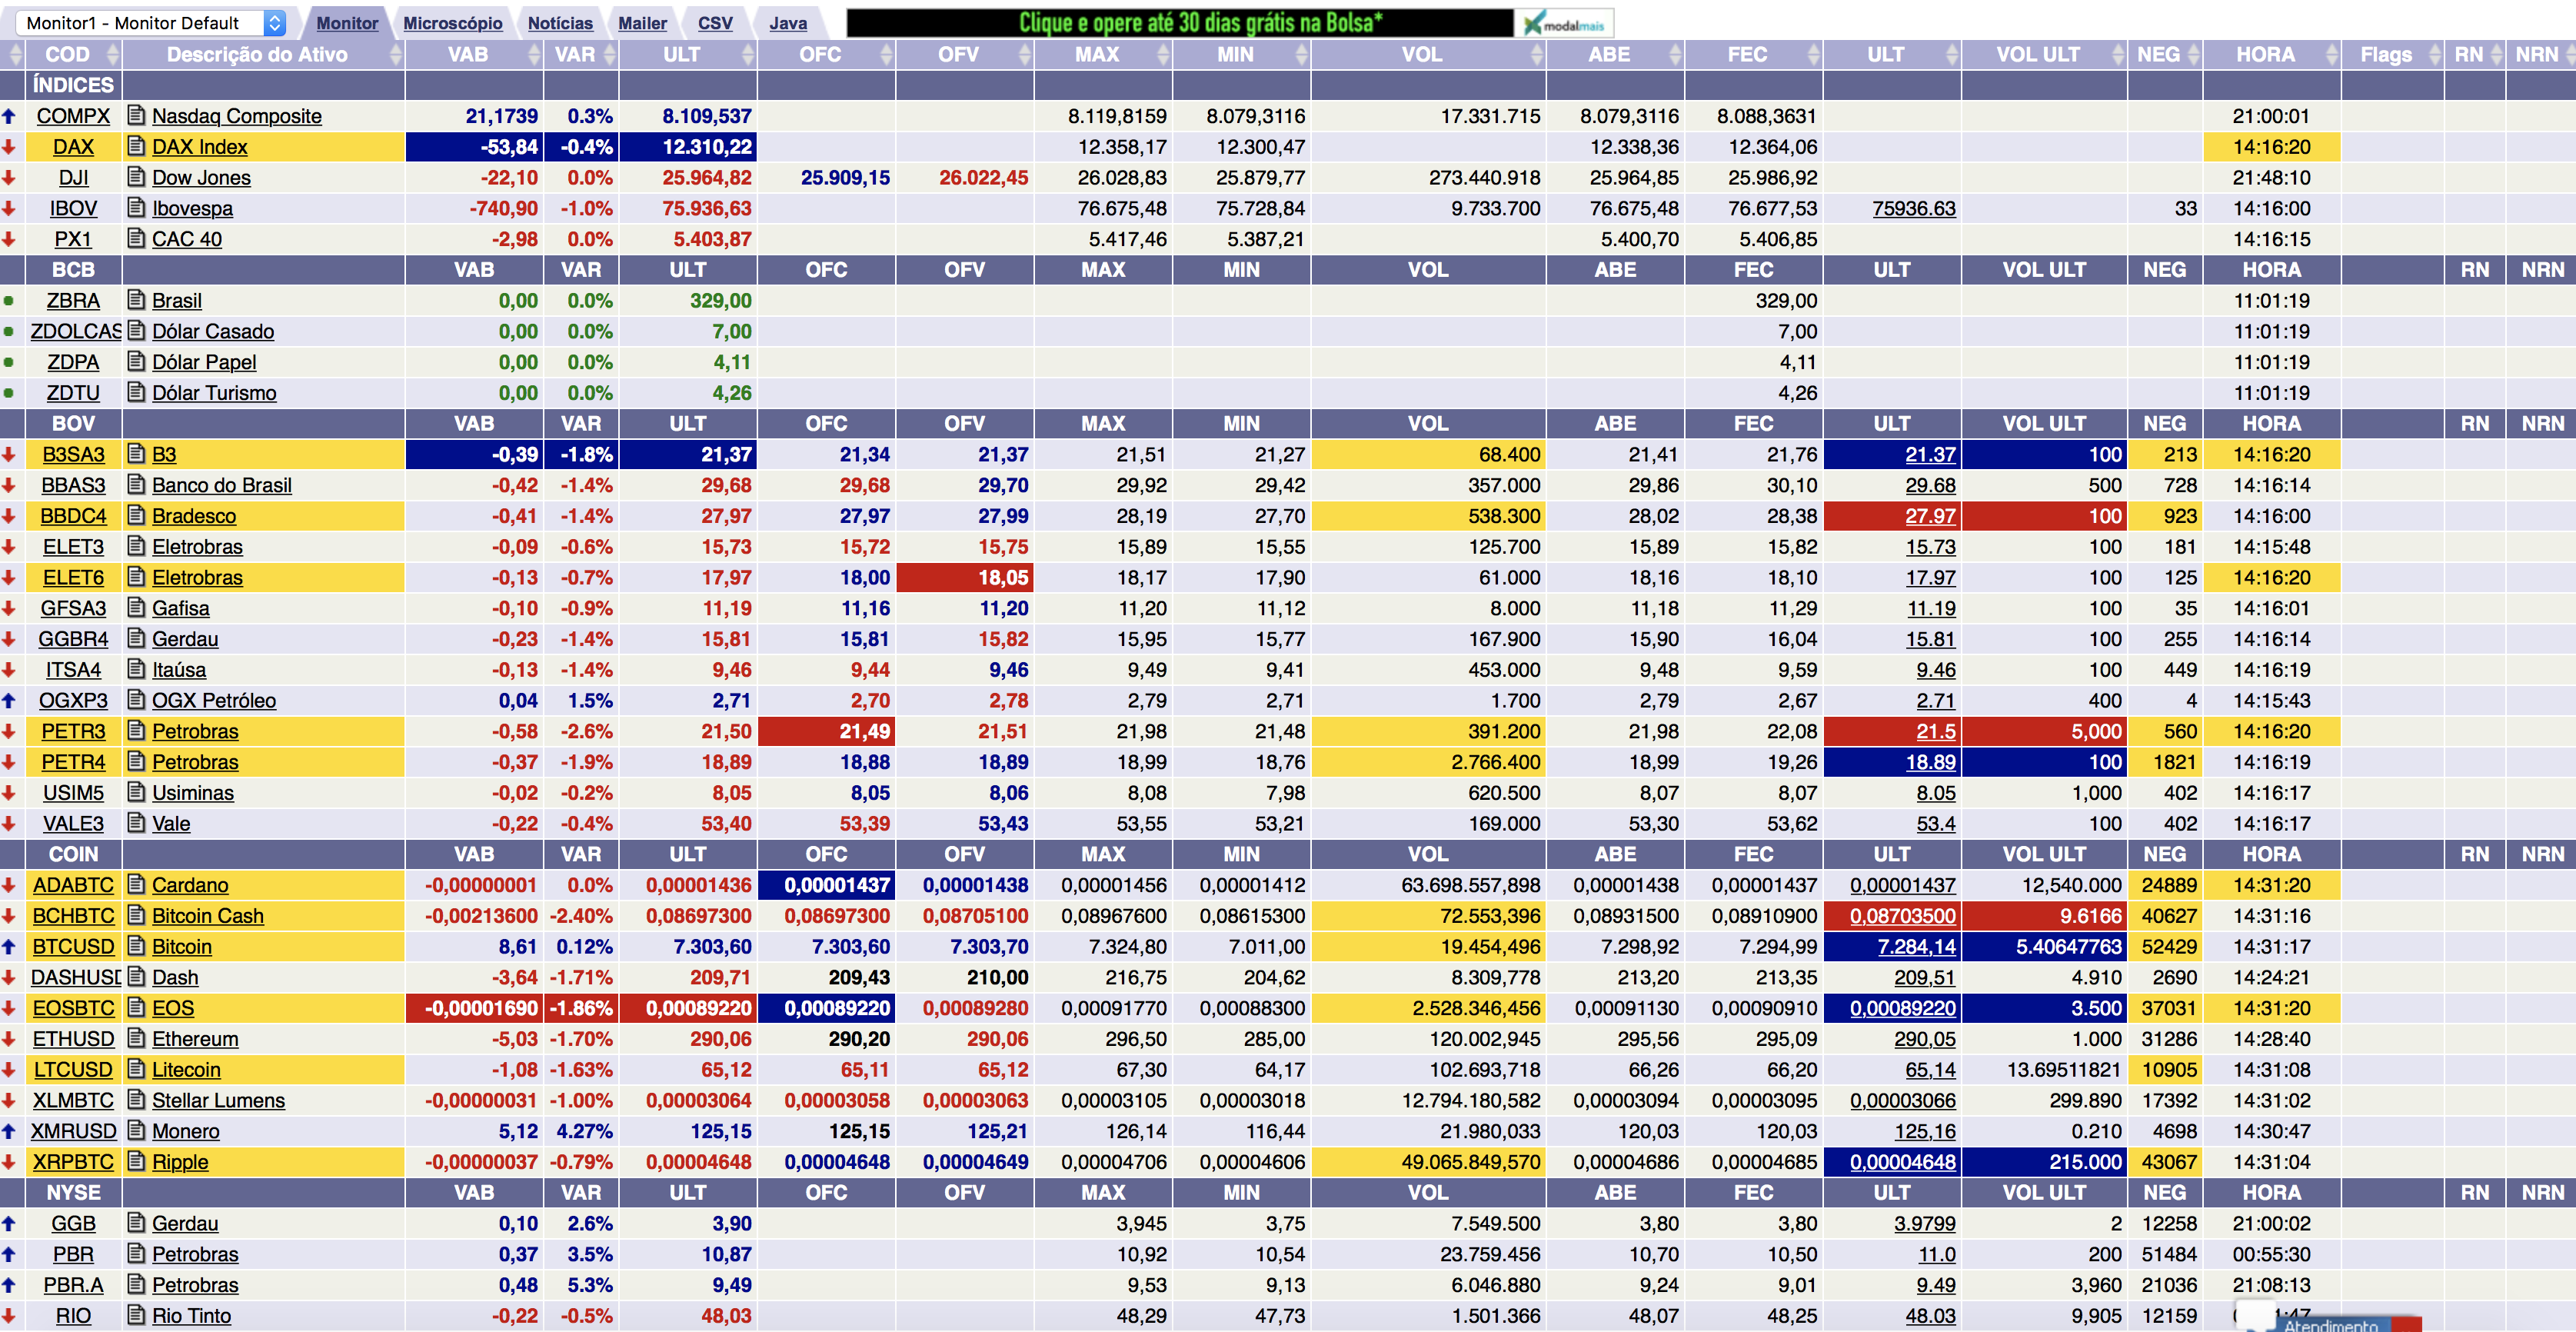 Monitor1 - Monitor Default Monitor Microscópio Notícias Mailer CSV Java Clique e opere até 30 dias grátis na Bolsa* modalmais
COD Descrição do Ativo VAB VAR ULT OFC OFV MAX MIN VOL ABE FEC ULT VOL ULT NEG HORA Flags RN NRN
ÍNDICES
COMPX Nasdaq Composite 21,1739 0.3% 8.109,537 8.119,8159 8.079,3116 17.331.715 8.079,3116 8.088,3631 21:00:01
DAX DAX Index -53,84 -0.4% 12.310,22 12.358,17 12.300,47 12.338,36 12.364,06 14:16:20
DJI Dow Jones -22,10 0.0% 25.964,82 25.909,15 26.022,45 26.028,83 25.879,77 273.440.918 25.964,85 25.986,92 21:48:10
IBOV Ibovespa -740,90 -1.0% 75.936,63 76.675,48 75.728,84 9.733.700 76.675,48 76.677,53 75936.63 33 14:16:00
PX1 CAC 40 -2,98 0.0% 5.403,87 5.417,46 5.387,21 5.400,70 5.406,85 14:16:15
BCB VAB VAR ULT OFC OFV MAX MIN VOL ABE FEC ULT VOL ULT NEG HORA RN NRN
ZBRA Brasil 0,00 0.0% 329,00 329,00 11:01:19
ZDOLCAS Dólar Casado 0,00 0.0% 7,00 7,00 11:01:19
ZDPA Dólar Papel 0,00 0.0% 4,11 4,11 11:01:19
ZDTU Dólar Turismo 0,00 0.0% 4,26 4,26 11:01:19
BOV VAB VAR ULT OFC OFV MAX MIN VOL ABE FEC ULT VOL ULT NEG HORA RN NRN
B3SA3 B3 -0,39 -1.8% 21,37 21,34 21,37 21,51 21,27 68.400 21,41 21,76 21.37 100 213 14:16:20
BBAS3 Banco do Brasil -0,42 -1.4% 29,68 29,68 29,70 29,92 29,42 357.000 29,86 30,10 29.68 500 728 14:16:14
BBDC4 Bradesco -0,41 -1.4% 27,97 27,97 27,99 28,19 27,70 538.300 28,02 28,38 27.97 100 923 14:16:00
ELET3 Eletrobras -0,09 -0.6% 15,73 15,72 15,75 15,89 15,55 125.700 15,89 15,82 15.73 100 181 14:15:48
ELET6 Eletrobras -0,13 -0.7% 17,97 18,00 18,05 18,17 17,90 61.000 18,16 18,10 17.97 100 125 14:16:20
GFSA3 Gafisa -0,10 -0.9% 11,19 11,16 11,20 11,20 11,12 8.000 11,18 11,29 11.19 100 35 14:16:01
GGBR4 Gerdau -0,23 -1.4% 15,81 15,81 15,82 15,95 15,77 167.900 15,90 16,04 15.81 100 255 14:16:14
ITSA4 Itaúsa -0,13 -1.4% 9,46 9,44 9,46 9,49 9,41 453.000 9,48 9,59 9.46 100 449 14:16:19
OGXP3 OGX Petróleo 0,04 1.5% 2,71 2,70 2,78 2,79 2,71 1.700 2,79 2,67 2.71 400 4 14:15:43
PETR3 Petrobras -0,58 -2.6% 21,50 21,49 21,51 21,98 21,48 391.200 21,98 22,08 21.5 5,000 560 14:16:20
PETR4 Petrobras -0,37 -1.9% 18,89 18,88 18,89 18,99 18,76 2.766.400 18,99 19,26 18.89 100 1821 14:16:19
USIM5 Usiminas -0,02 -0.2% 8,05 8,05 8,06 8,08 7,98 620.500 8,07 8,07 8.05 1,000 402 14:16:17
VALE3 Vale -0,22 -0.4% 53,40 53,39 53,43 53,55 53,21 169.000 53,30 53,62 53.4 100 402 14:16:17
COIN VAB VAR ULT OFC OFV MAX MIN VOL ABE FEC ULT VOL ULT NEG HORA RN NRN
ADABTC Cardano -0,00000001 0.0% 0,00001436 0,00001437 0,00001438 0,00001456 0,00001412 63.698.557,898 0,00001438 0,00001437 0,00001437 12,540.000 24889 14:31:20
BCHBTC Bitcoin Cash -0,00213600 -2.40% 0,08697300 0,08697300 0,08705100 0,08967600 0,08615300 72.553,396 0,08931500 0,08910900 0,08703500 9.6166 40627 14:31:16
BTCUSD Bitcoin 8,61 0.12% 7.303,60 7.303,60 7.303,70 7.324,80 7.011,00 19.454,496 7.298,92 7.294,99 7.284,14 5.40647763 52429 14:31:17
DASHUSD Dash -3,64 -1.71% 209,71 209,43 210,00 216,75 204,62 8.309,778 213,20 213,35 209,51 4.910 2690 14:24:21
EOSBTC EOS -0,00001690 -1.86% 0,00089220 0,00089220 0,00089280 0,00091770 0,00088300 2.528.346,456 0,00091130 0,00090910 0,00089220 3.500 37031 14:31:20
ETHUSD Ethereum -5,03 -1.70% 290,06 290,20 290,06 296,50 285,00 120.002,945 295,56 295,09 290,05 1.000 31286 14:28:40
LTCUSD Litecoin -1,08 -1.63% 65,12 65,11 65,12 67,30 64,17 102.693,718 66,26 66,20 65,14 13.69511821 10905 14:31:08
XLMBTC Stellar Lumens -0,00000031 -1.00% 0,00003064 0,00003058 0,00003063 0,00003105 0,00003018 12.794.180,582 0,00003094 0,00003095 0,00003066 299.890 17392 14:31:02
XMRUSD Monero 5,12 4.27% 125,15 125,15 125,21 126,14 116,44 21.980,033 120,03 120,03 125,16 0.210 4698 14:30:47
XRPBTC Ripple -0,00000037 -0.79% 0,00004648 0,00004648 0,00004649 0,00004706 0,00004606 49.065.849,570 0,00004686 0,00004685 0,00004648 215.000 43067 14:31:04
NYSE VAB VAR ULT OFC OFV MAX MIN VOL ABE FEC ULT VOL ULT NEG HORA RN NRN
GGB Gerdau 0,10 2.6% 3,90 3,945 3,75 7.549.500 3,80 3,80 3.9799 2 12258 21:00:02
PBR Petrobras 0,37 3.5% 10,87 10,92 10,54 23.759.456 10,70 10,50 11.0 200 51484 00:55:30
PBR.A Petrobras 0,48 5.3% 9,49 9,53 9,13 6.046.880 9,24 9,01 9.49 3,960 21036 21:08:13
RIO Rio Tinto -0,22 -0.5% 48,03 48,29 47,73 1.501.366 48,07 48,25 48.03 9,905 12159
Atendimento